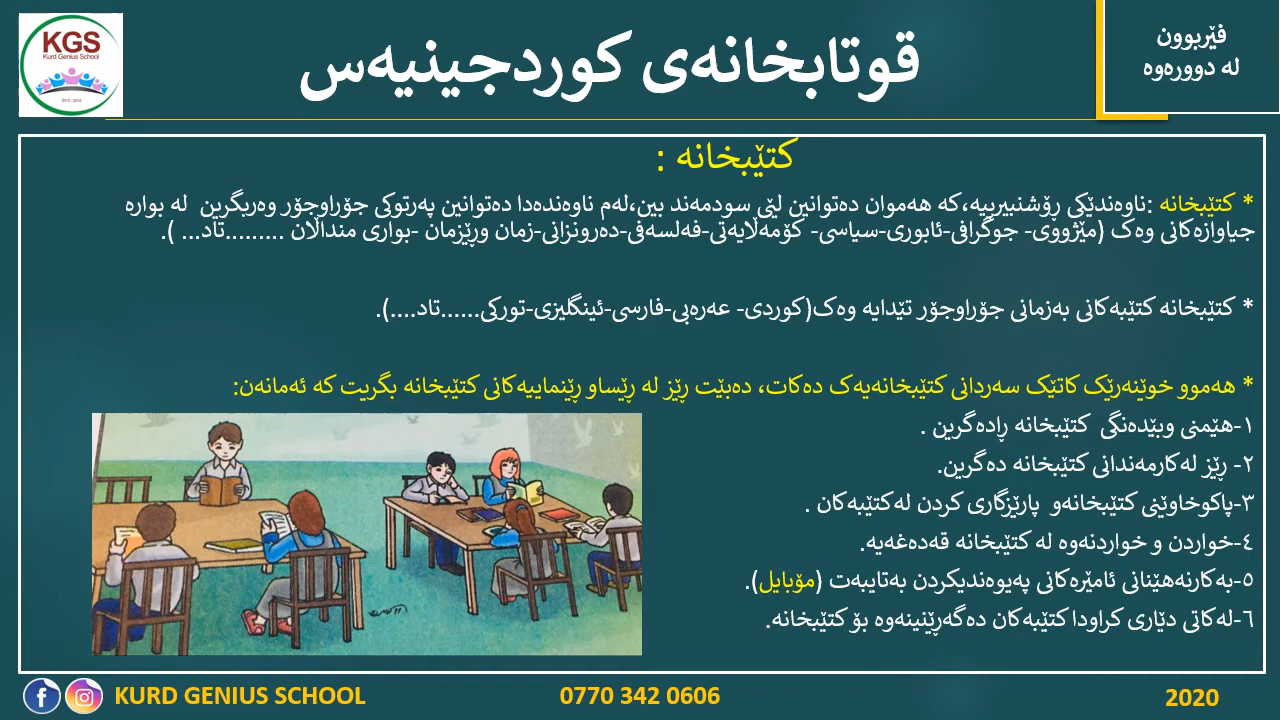 KGS
Kurd Genius School
2013 - 2014
قوتابخانەی کوردجینیەس
فێربوون
لە دوورەوە
کتێبخانە :
* کتێبخانە :ناوەندێکی ڕۆشنبیرییە،کە هەموان دەتوانین لێی سودمەند بین،لەم ناوەندەدا دەتوانین پەرتوکی جۆراوجۆر وەربگرین لە بوارە
جیاوازەکانی وەک (مێژووی- جوگرافی-ئابوری-سیاسی- کۆمەڵایەتی-فەلسەفی-دەرونزانی-زمان ورێزمان -بواری منداڵان .........تاد... ).
* کتێبخانە کتێبەکانی بەزمانی جۆراوجۆر تێدایە وەک(کوردی- عەرەبی-فارسی-ئینگلیزی-تورکی......تاد....).
* هەموو خوێنەرێک کاتێک سەردانی کتێبخانەیەک دەکات، دەبێت ڕێز لە ڕێساو ڕێنماییەکانی کتێبخانە بگریت کە ئەمانەن:
١-هێمنی وبێدەنگی کتێبخانە ڕادەگرین .
٢- ڕێز لەکارمەندانی کتێبخانە دەگرین.
٣-پاکوخاوێنی کتێبخانەو پارێزگاری کردن لەکتێبەکان .
٤-خواردن و خواردنەوە لە کتێبخانە قەدەغەیە.
٥-بەکارنەهێنانی ئامێرەکانی پەیوەندیکردن بەتایبەت (مۆبایل).
٦-لەکاتی دێاری کراودا کتێبەکان دەگەڕێنینەوە بۆ کتێبخانە.
KURD GENIUS SCHOOL
0770 342 0606
2020